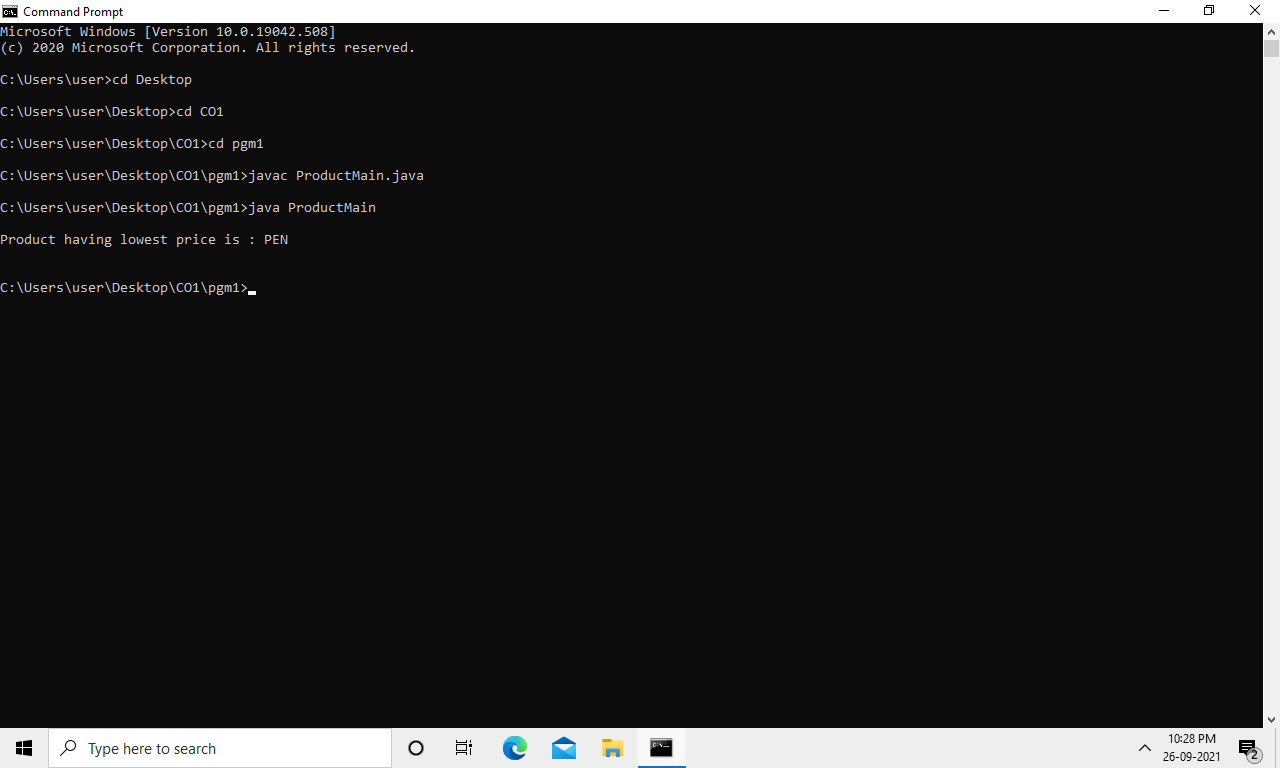 Command Prompt
Microsoft Windows [Version 10.0.19042.508]
(c) 2020 Microsoft Corporation. All rights reserved.
C:\Users\user>cd Desktop
C:\Users\user\Desktop>cd CO1
C:\Users\user\Desktop\CO1>cd pgm1
C:\Users\user\Desktop\CO1\pgm1>javac ProductMain.java
C:\Users\user\Desktop\CO1\pgm1>java ProductMain
Product having lowest price is : PEN
C:\Users\user\Desktop\CO1\pgm1>
Type here to search
10:28 PM
26-09-2021
2